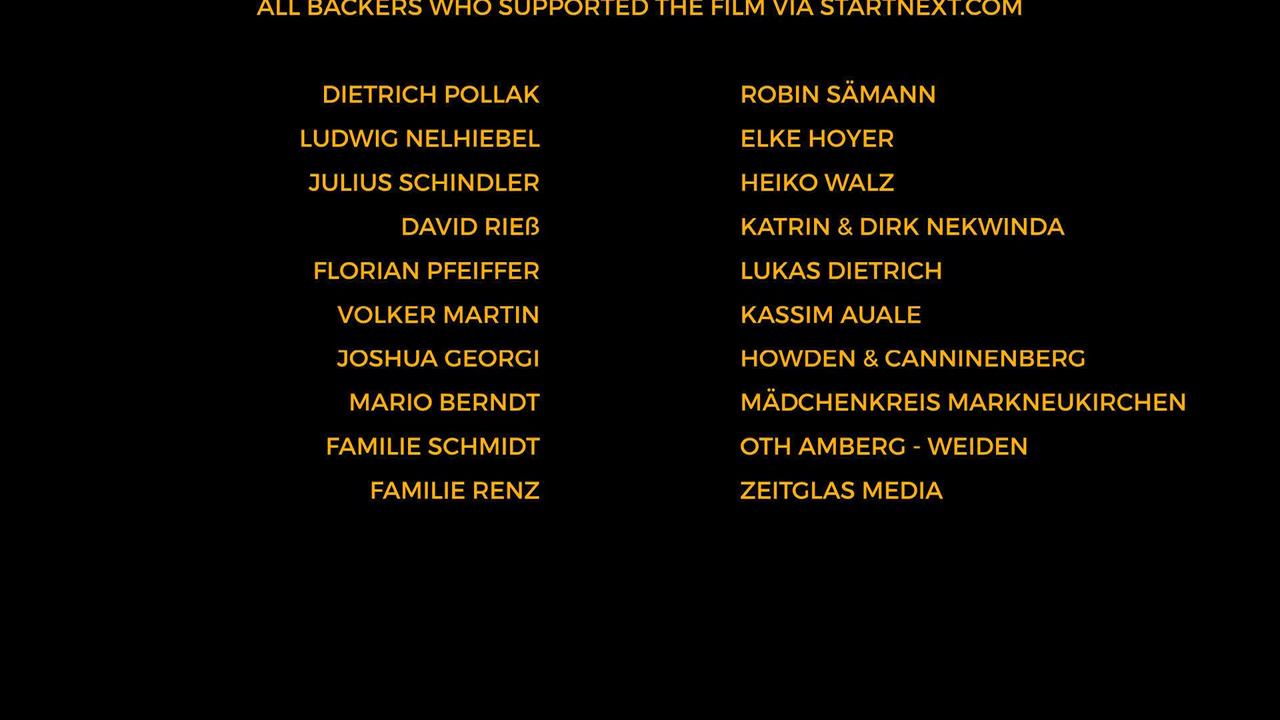 ALL BACKERS WHO SUPPORTED THE FILM VIA STARTNEXT.COM
DIETRICH POLLAK
LUDWIG NELHIEBEL
JULIUS SCHINDLER
DAVID RIEß
FLORIAN PFEIFFER
VOLKER MARTIN
JOSHUA GEORGI
MARIO BERNDT
FAMILIE SCHMIDT
FAMILIE RENZ
ROBIN SÄMANN
ELKE HOYER
HEIKO WALZ
KATRIN & DIRK NEKWINDA
LUKAS DIETRICH
KASSIM AUALE
HOWDEN & CANNINENBERG
MÄDCHENKREIS MARKNEUKIRCHEN
OTH AMBERG - WEIDEN
ZEITGLAS MEDIA